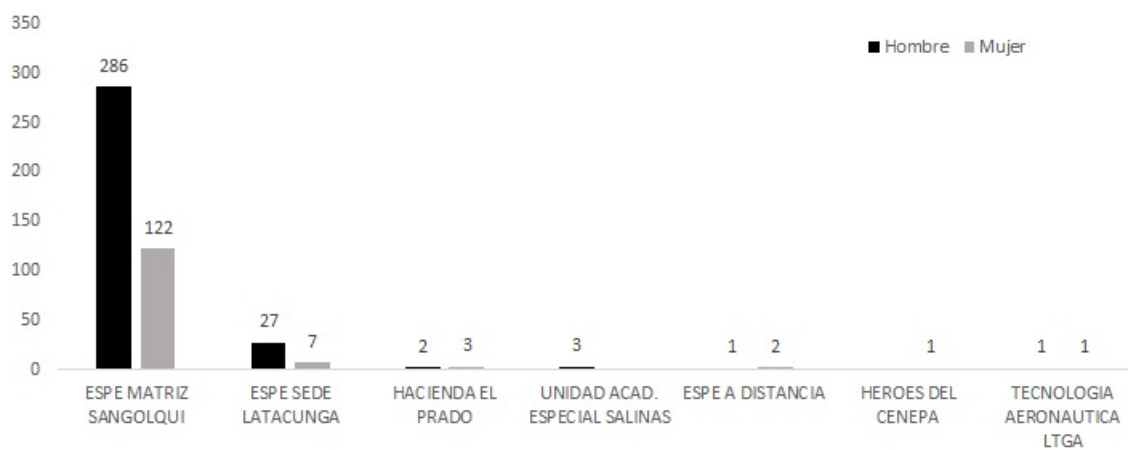 350
300
250
200
150
100
50
0
Hombre Mujer
286
122
27
7
2 3
3
1 2
1
1 1
ESPE MATRIZ
SANGOLQUI
ESPE SEDE
LATACUNGA
HACIENDA EL
PRADO
UNIDAD ACAD.
ESPECIAL SALINAS
ESPE A DISTANCIA
HEROES DEL
CENEPA
TECNOLOGIA
AERONAUTICA
LTGA